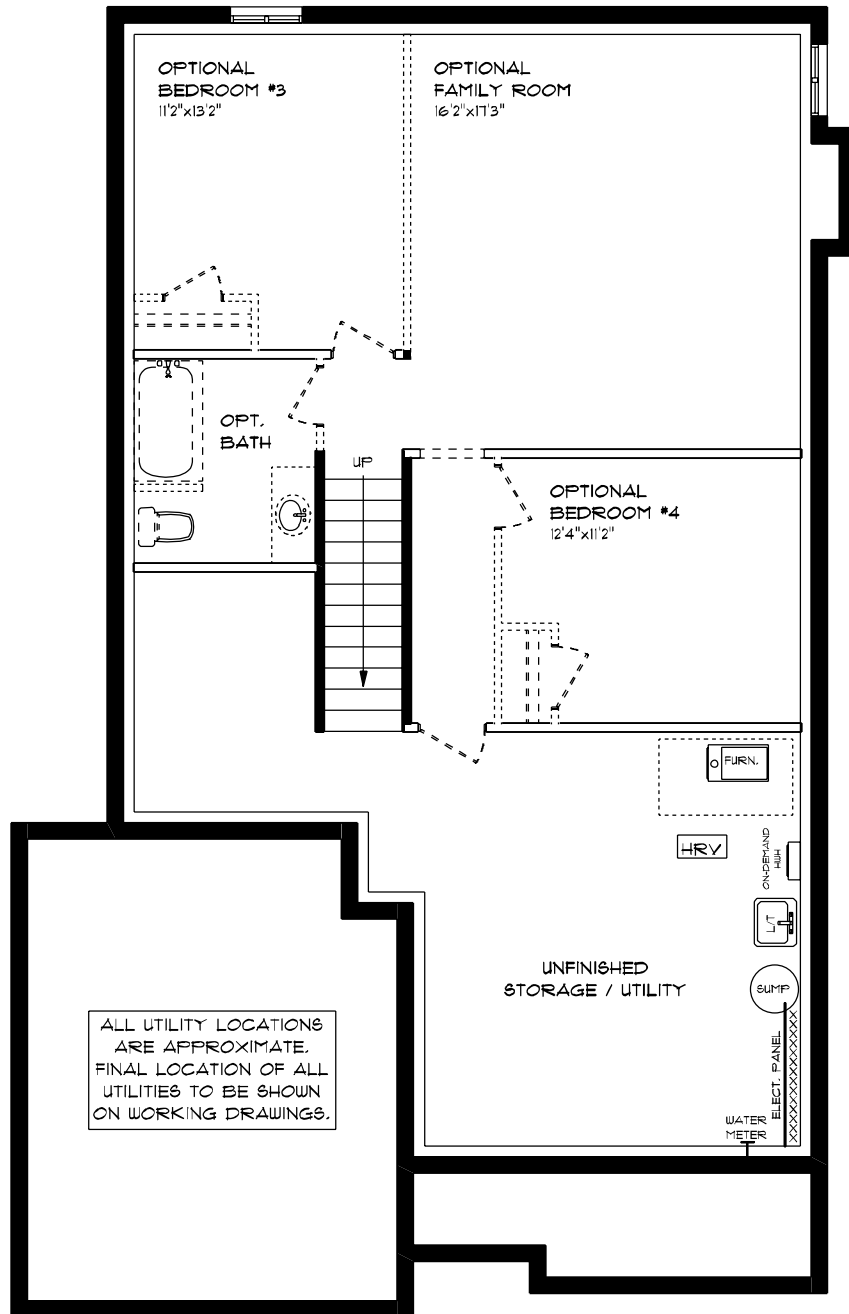 OPTIONAL
BEDROOM #3
11'2"x13'2"
OPTIONAL
FAMILY ROOM
16'2"x17'3"
OPT.
BATH
UP
OPTIONAL
BEDROOM #4
12'4"x11'2"
FURN.
HRV
ON-DEMAND
HWH
L/T
UNFINISHED
STORAGE / UTILITY
SUMP
ELECT. PANEL
WATER
METER
ALL UTILITY LOCATIONS
ARE APPROXIMATE.
FINAL LOCATION OF ALL
UTILITIES TO BE SHOWN
ON WORKING DRAWINGS.